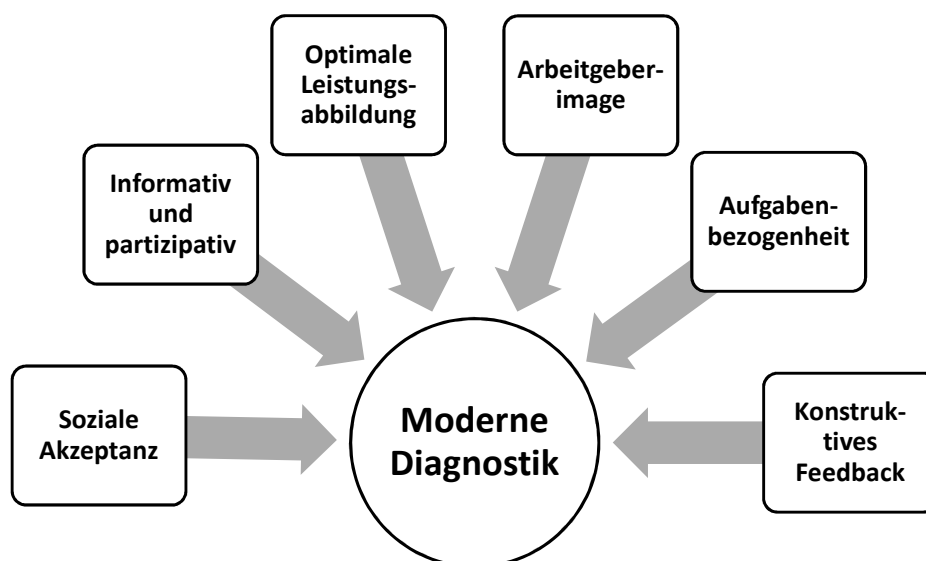 Optimale
Leistungs-
abbildung
Arbeitgeber-
image
Informativ
und
partizipativ
Aufgaben-
bezogenheit
Soziale
Akzeptanz
Moderne
Diagnostik
Konstruk-
tives
Feedback